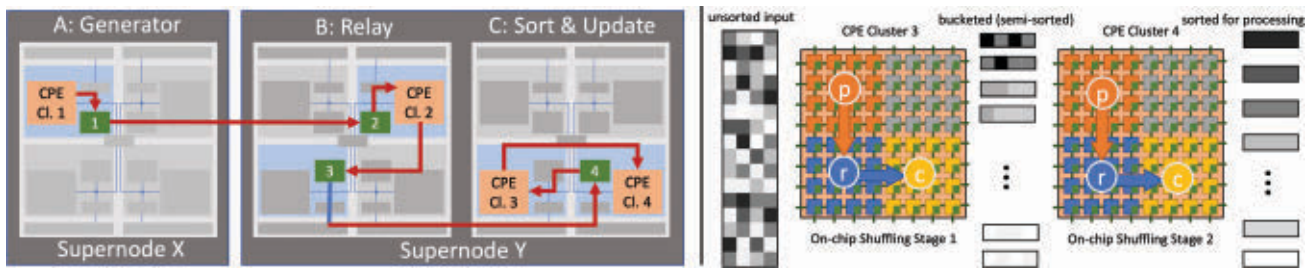 A: Generator
B: Relay
C: Sort & Update
CPE
Cl. 1
1
2
CPE
Cl. 2
3
CPE
Cl. 3
4
CPE
Cl. 4
Supernode X
Supernode Y
unsorted input
CPE Cluster 3
p
r
c
On-chip Shuffling Stage 1
bucketed (semi-sorted)
CPE Cluster 4
p
r
c
On-chip Shuffling Stage 2
sorted for processing